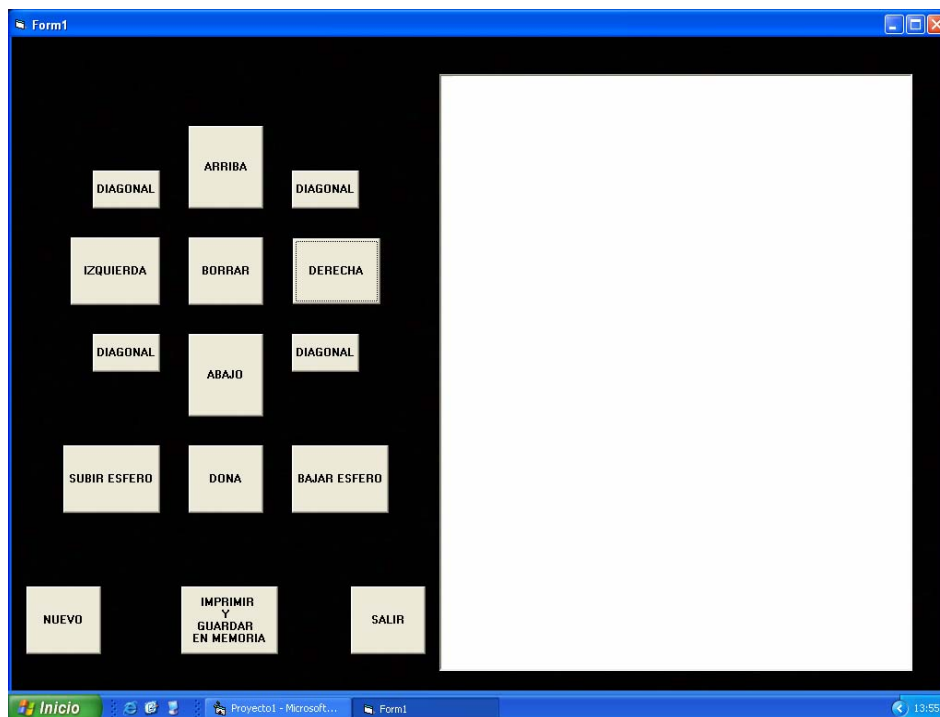 Form1
ARRIBA
DIAGONAL
DIAGONAL
IZQUIERDA
BORRAR
DERECHA
DIAGONAL
ABAJO
DIAGONAL
SUBIR ESFERO
DONA
BAJAR ESFERO
NUEVO
IMPRIMIR
Y
GUARDAR
EN MEMORIA
SALIR
Inicio
Proyecto1 - Microsoft...
Form1
13:55